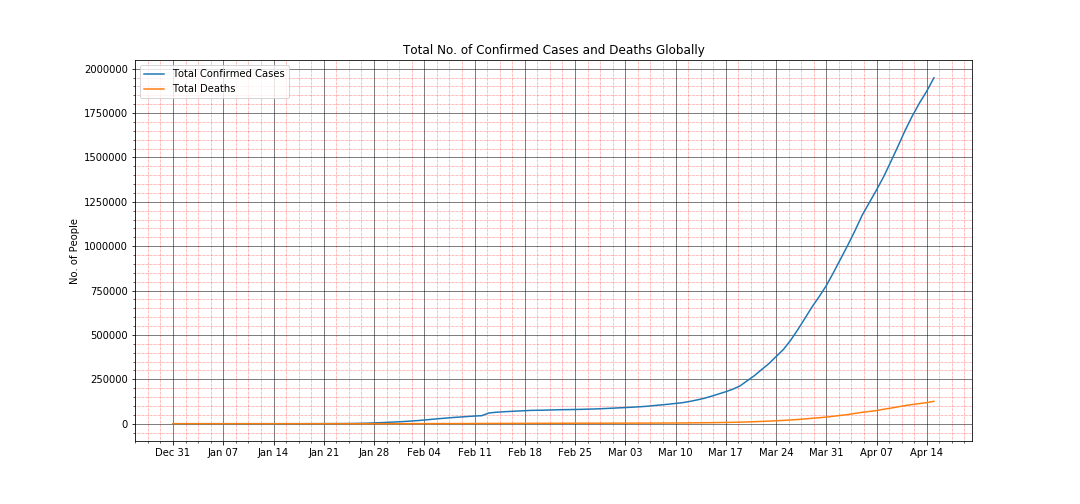 Total No. of Confirmed Cases and Deaths Globally
Total Confirmed Cases
Total Deaths
No. of People
2000000
1750000
1500000
1250000
1000000
750000
500000
250000
0
Dec 31 Jan 07 Jan 14 Jan 21 Jan 28 Feb 04 Feb 11 Feb 18 Feb 25 Mar 03 Mar 10 Mar 17 Mar 24 Mar 31 Apr 07 Apr 14